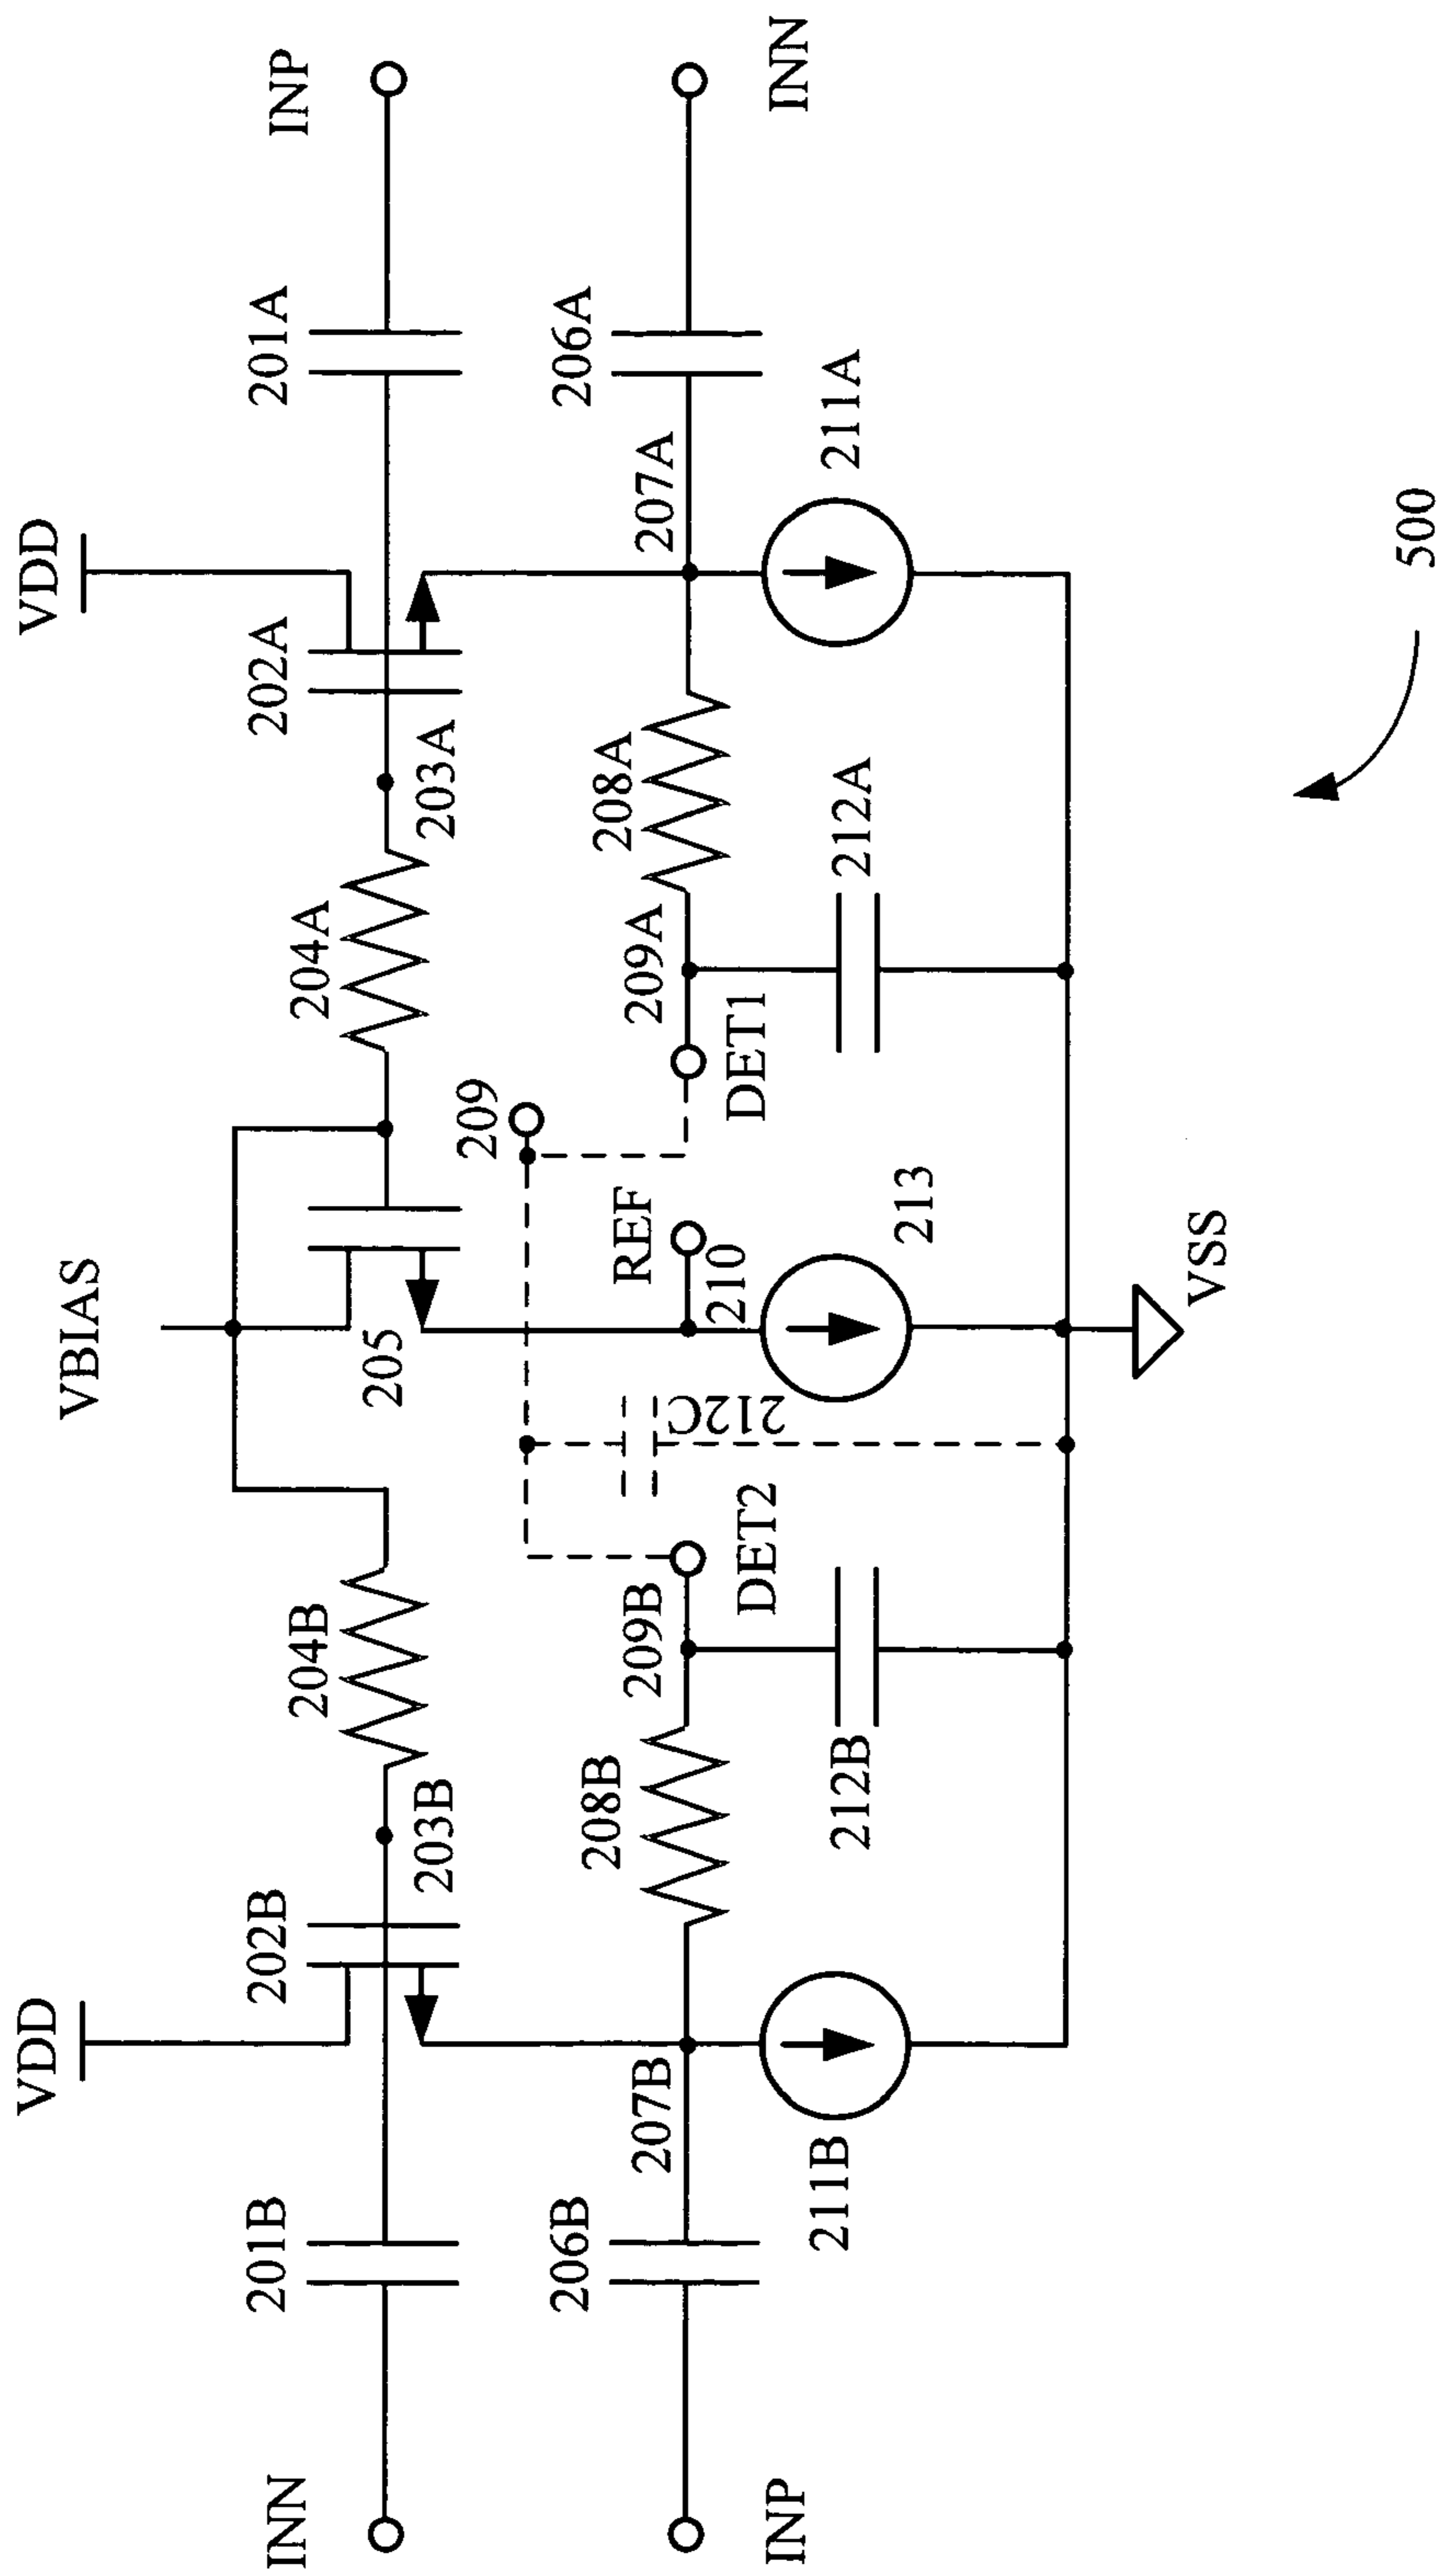 VDD
VBIAS
VDD
INN
201B
202B
203B
204B
205
204A
203A
202A
201A
INP
209
REF
INP
206B
207B
208B
209B
DET2
212C
210
DET1
209A
208A
207A
206A
INN
211B
212B
213
212A
211A
VSS
500